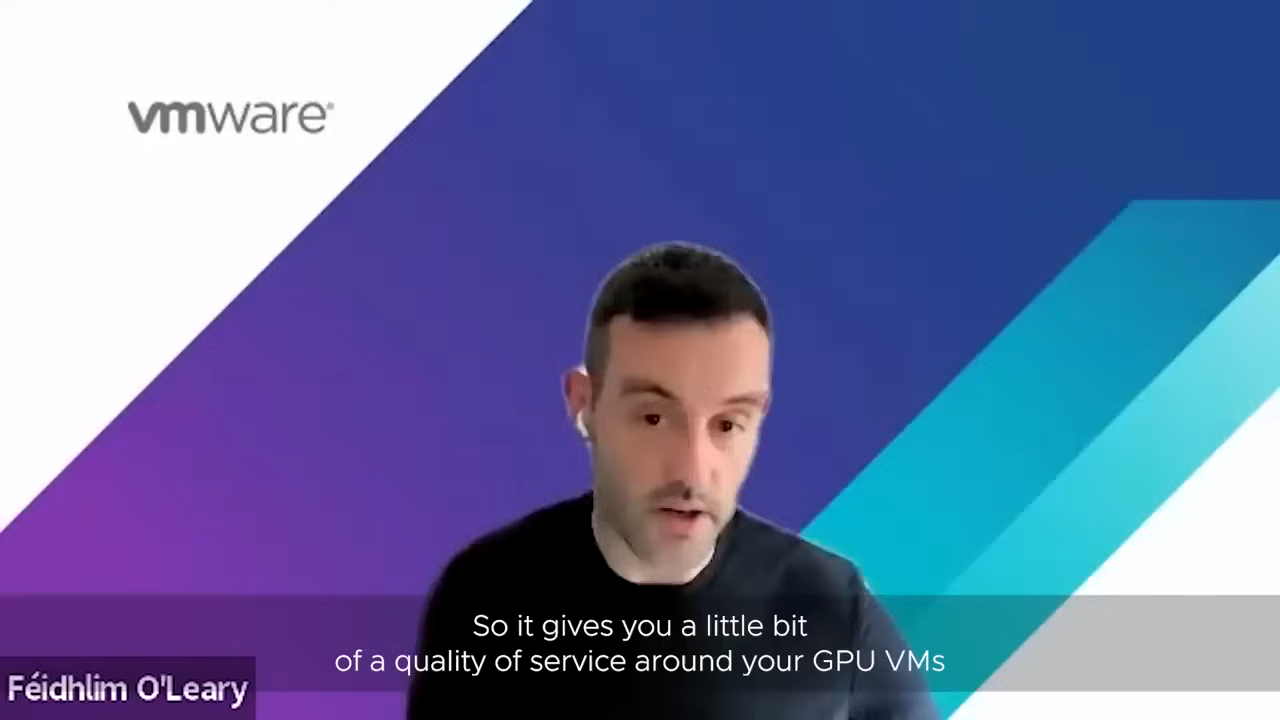 vmware®
So it gives you a little bit
of a quality of service around your GPU VMs
Féidhlim O'Leary